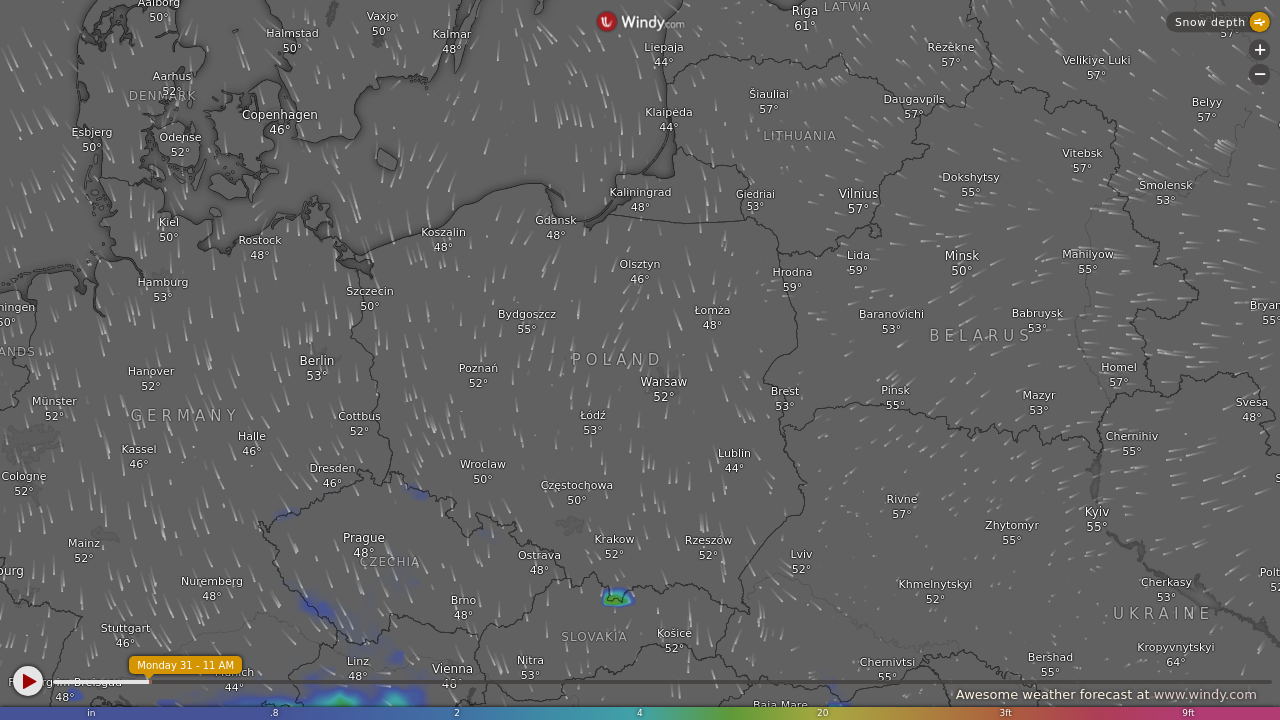 Aalborg
50°
Vaxjo
50°
Halmstad
50°
Kalmar
48°
Windy.com
Riga
61°
LATVIA
Snow depth
57°
Liepaja
44°
Rēzekne
57°
Velikiye Luki
57°
Aarhus
52°
DENMARK
Copenhagen
46°
Šiauliai
57°
Daugavpils
57°
Belyy
57°
Klaipėda
44°
Esbjerg
50°
Odense
52°
LITHUANIA
Vitebsk
57°
Kaliningrad
48°
Giedriai
53°
Vilnius
57°
Dokshytsy
55°
Smolensk
53°
Kiel
50°
Rostock
48°
Koszalin
48°
Gdansk
48°
Olsztyn
46°
Hrodna
59°
Lida
59°
Minsk
50°
Mahilyow
55°
Hamburg
53°
Szczecin
50°
Bydgoszcz
55°
Łomża
48°
Baranovichi
53°
Babruysk
53°
BELARUS
POLAND
Berlin
53°
Hanover
52°
Poznań
52°
Warsaw
52°
Brest
53°
Pinsk
55°
Mazyr
53°
Homel
57°
Münster
52°
GERMANY
Cottbus
52°
Łódź
53°
Svesa
48°
Kassel
46°
Halle
46°
Chernihiv
55°
Dresden
46°
Wroclaw
50°
Lublin
44°
Cologne
52°
Częstochowa
50°
Rivne
57°
Zhytomyr
55°
Kyiv
55°
Mainz
52°
Prague
48°
CZECHIA
Ostrava
48°
Krakow
52°
Rzeszow
52°
Lviv
52°
Nuremberg
48°
Brno
48°
Khmelnytskyi
52°
Cherkasy
53°
UKRAINE
Stuttgart
46°
SLOVAKIA
Košice
52°
Linz
48°
Vienna
46°
Nitra
53°
Chernivtsi
55°
Bershad
55°
Kropyvnytskyi
64°
Monday 31 - 11 AM
44°
48°
Baia Mare
Awesome weather forecast at www.windy.com
in .8 2 4 20 3ft 9ft